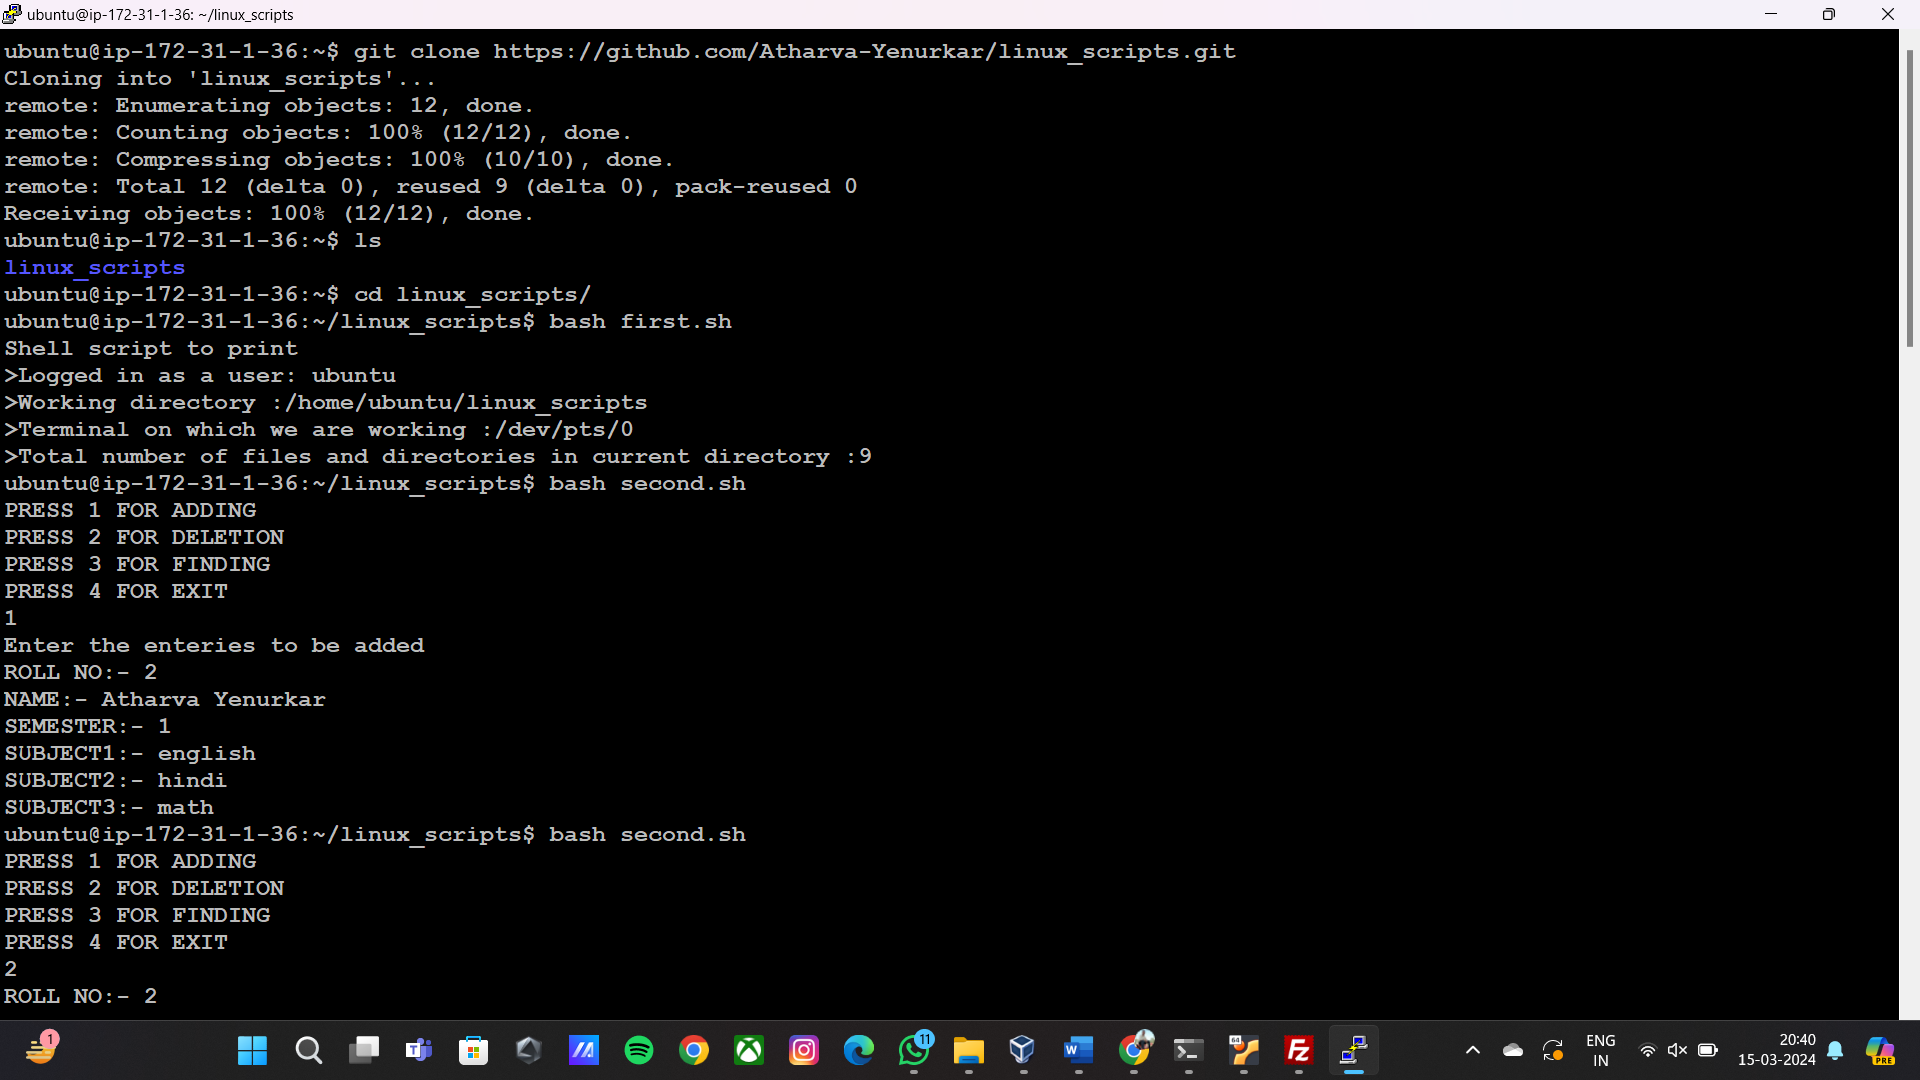 ubuntu@ip-172-31-1-36: ~/linux_scripts
ubuntu@ip-172-31-1-36:~$ git clone https://github.com/Atharva-Yenurkar/linux_scripts.git
Cloning into 'linux_scripts'...
remote: Enumerating objects: 12, done.
remote: Counting objects: 100% (12/12), done.
remote: Compressing objects: 100% (10/10), done.
remote: Total 12 (delta 0), reused 9 (delta 0), pack-reused 0
Receiving objects: 100% (12/12), done.
ubuntu@ip-172-31-1-36:~$ ls
linux_scripts
ubuntu@ip-172-31-1-36:~$ cd linux_scripts/
ubuntu@ip-172-31-1-36:~/linux_scripts$ bash first.sh
Shell script to print
>Logged in as a user: ubuntu
>Working directory :/home/ubuntu/linux_scripts
>Terminal on which we are working :/dev/pts/0
>Total number of files and directories in current directory :9
ubuntu@ip-172-31-1-36:~/linux_scripts$ bash second.sh
PRESS 1 FOR ADDING
PRESS 2 FOR DELETION
PRESS 3 FOR FINDING
PRESS 4 FOR EXIT
1
Enter the enteries to be added
ROLL NO:- 2
NAME:- Atharva Yenurkar
SEMESTER:- 1
SUBJECT1:- english
SUBJECT2:- hindi
SUBJECT3:- math
ubuntu@ip-172-31-1-36:~/linux_scripts$ bash second.sh
PRESS 1 FOR ADDING
PRESS 2 FOR DELETION
PRESS 3 FOR FINDING
PRESS 4 FOR EXIT
2
ROLL NO:- 2
1
11
W
64
Fz
ENG
IN
20:40
15-03-2024
PRE